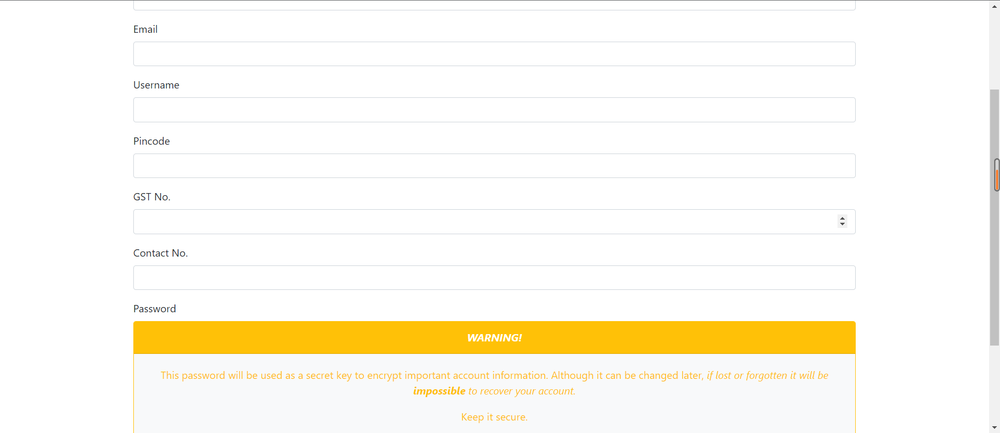 Email
Username
Pincode
GST No.
Contact No.
Password
WARNING!
This password will be used as a secret key to encrypt important account information. Although it can be changed later, if lost or forgotten it will be
impossible to recover your account.
Keep it secure.